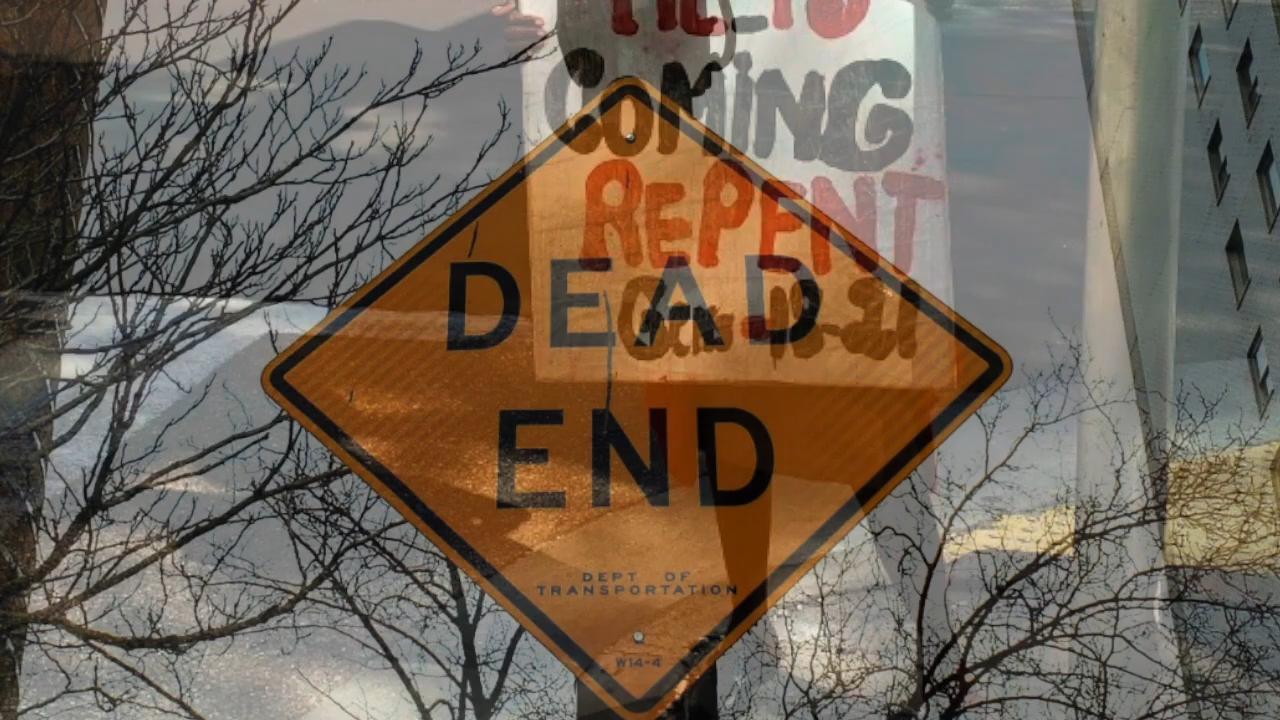 COMING
REPENT
DEAD
END
DEPT OF
TRANSPORTATION
W14-4